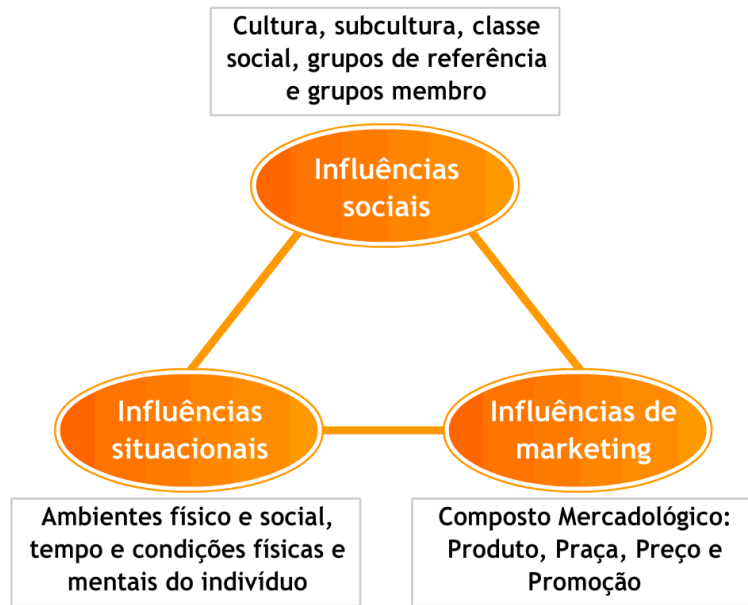 Cultura, subcultura, classe
social, grupos de referência
e grupos membro
Influências
sociais
Influências
situacionais
Influências de
marketing
Ambientes físico e social,
tempo e condições físicas e
mentais do indivíduo
Composto Mercadológico:
Produto, Praça, Preço e
Promoção